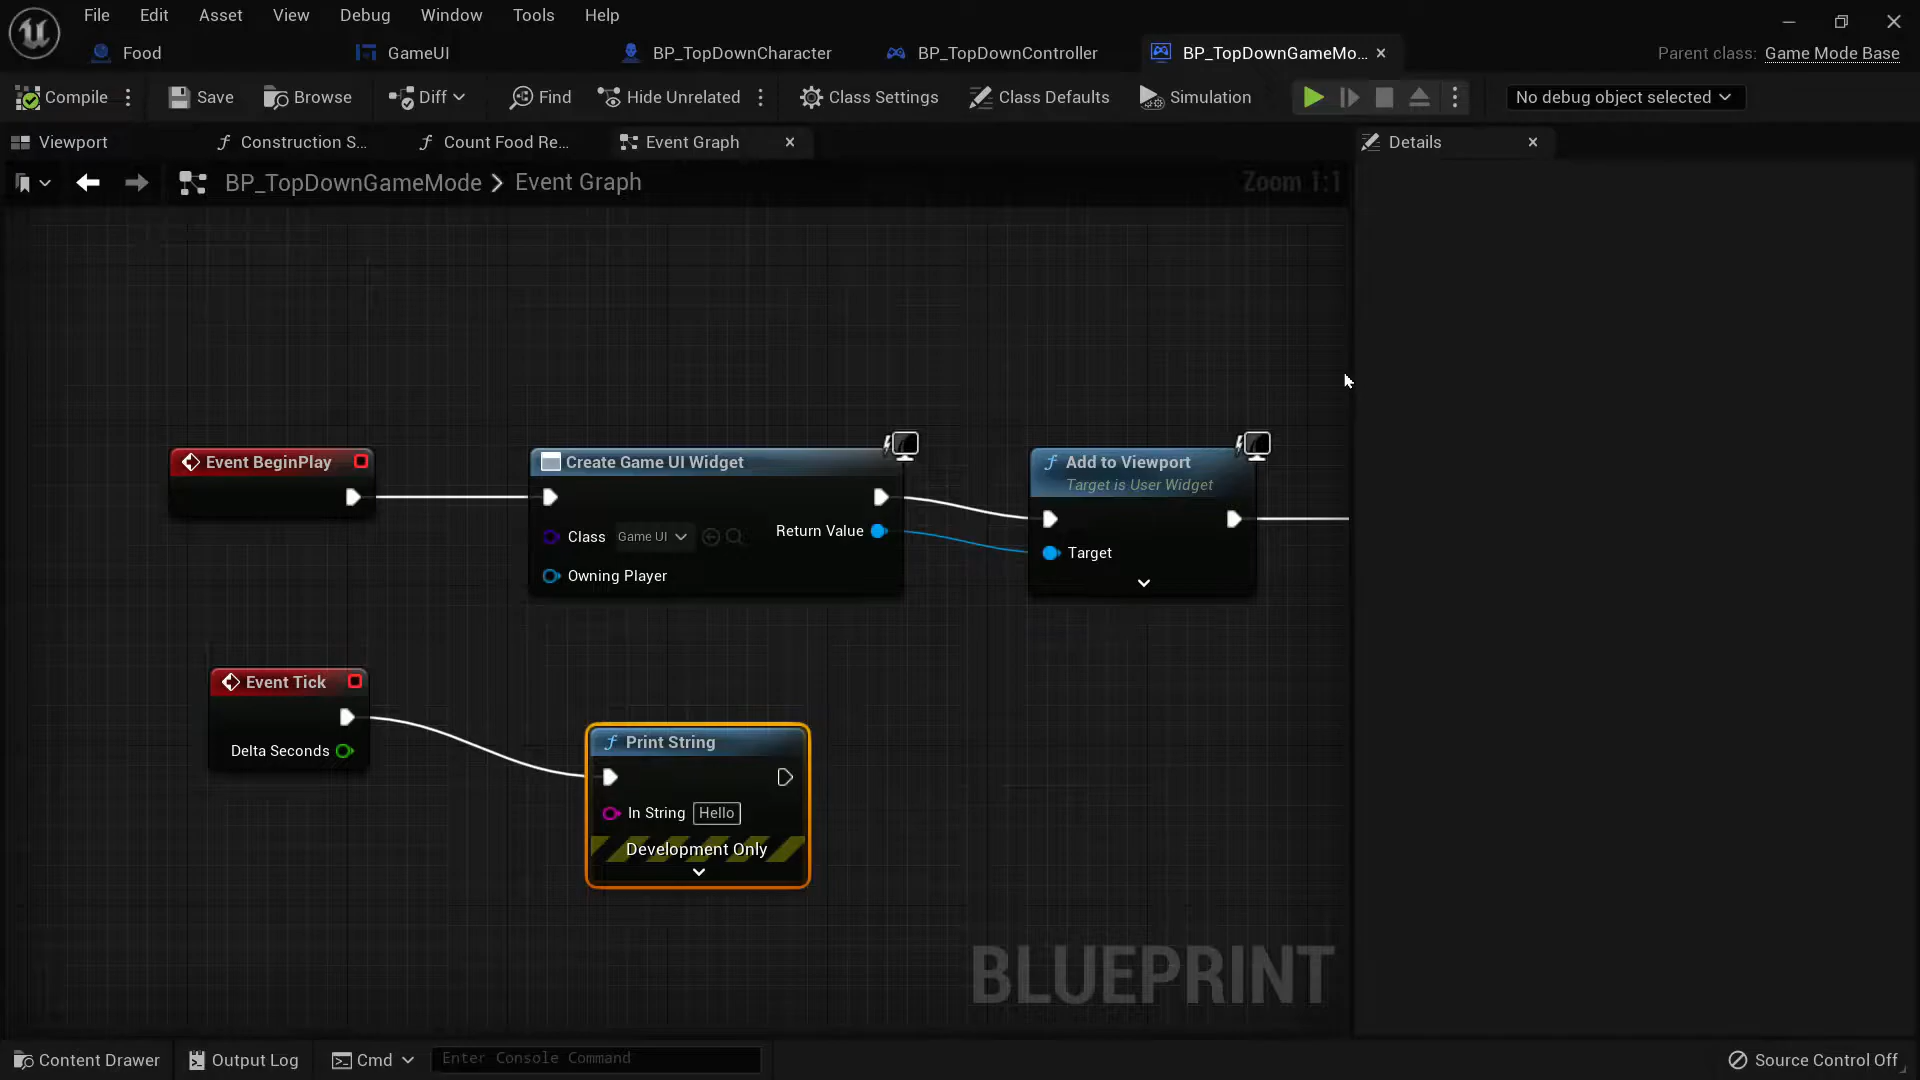 File Edit Asset View Debug Window Tools Help
Food GameUI BP_TopDownCharacter BP_TopDownController BP_TopDownGameMo... Parent class: Game Mode Base
Compile Save Browse Diff Find Hide Unrelated Class Settings Class Defaults Simulation No debug object selected
Viewport Construction S... Count Food Re... Event Graph Details
BP_TopDownGameMode > Event Graph Zoom 1:1
Event BeginPlay
Create Game UI Widget
Class Game UI Return Value
Owning Player
Add to Viewport
Target is User Widget
Target
Event Tick
Delta Seconds
Print String
In String Hello
Development Only
BLUEPRINT
Content Drawer Output Log Cmd Enter Console Command Source Control Off